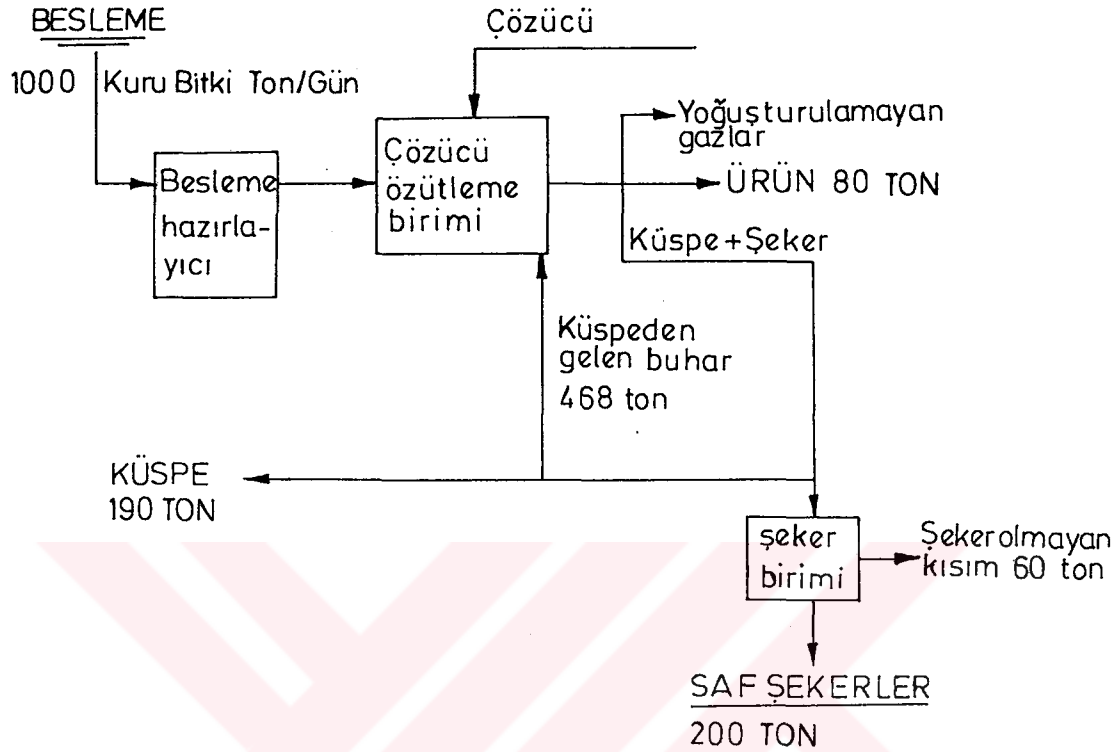 BESLEME
1000 Kuru Bitki Ton/Gün
Çözücü
Besleme
hazırla-
yıcı
Çözücü
özütleme
birimi
Yoğuşturulamayan
gazlar
ÜRÜN 80 TON
Küspe+Şeker
Küspeden
gelen buhar
468 ton
KÜSPE
190 TON
şeker
birimi
Şekerolmayan
kısım 60 ton
SAF ŞEKERLER
200 TON